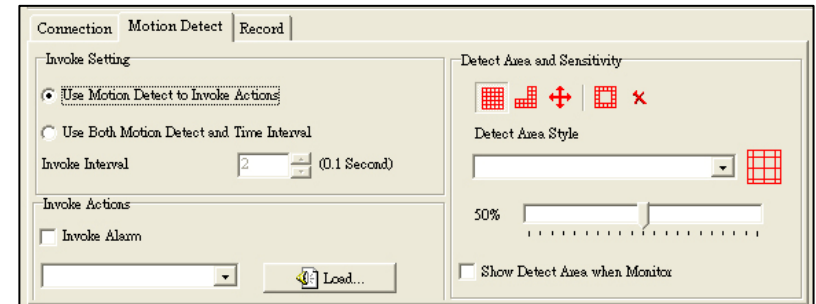 Connection Motion Detect Record
Invoke Setting
Use Motion Detect to Invoke Actions
Use Both Motion Detect and Time Interval
Invoke Interval 2 (0.1 Second)
Invoke Actions
Invoke Alarm
Load...
Detect Area and Sensitivity
Detect Area Style
50%
Show Detect Area when Monitor